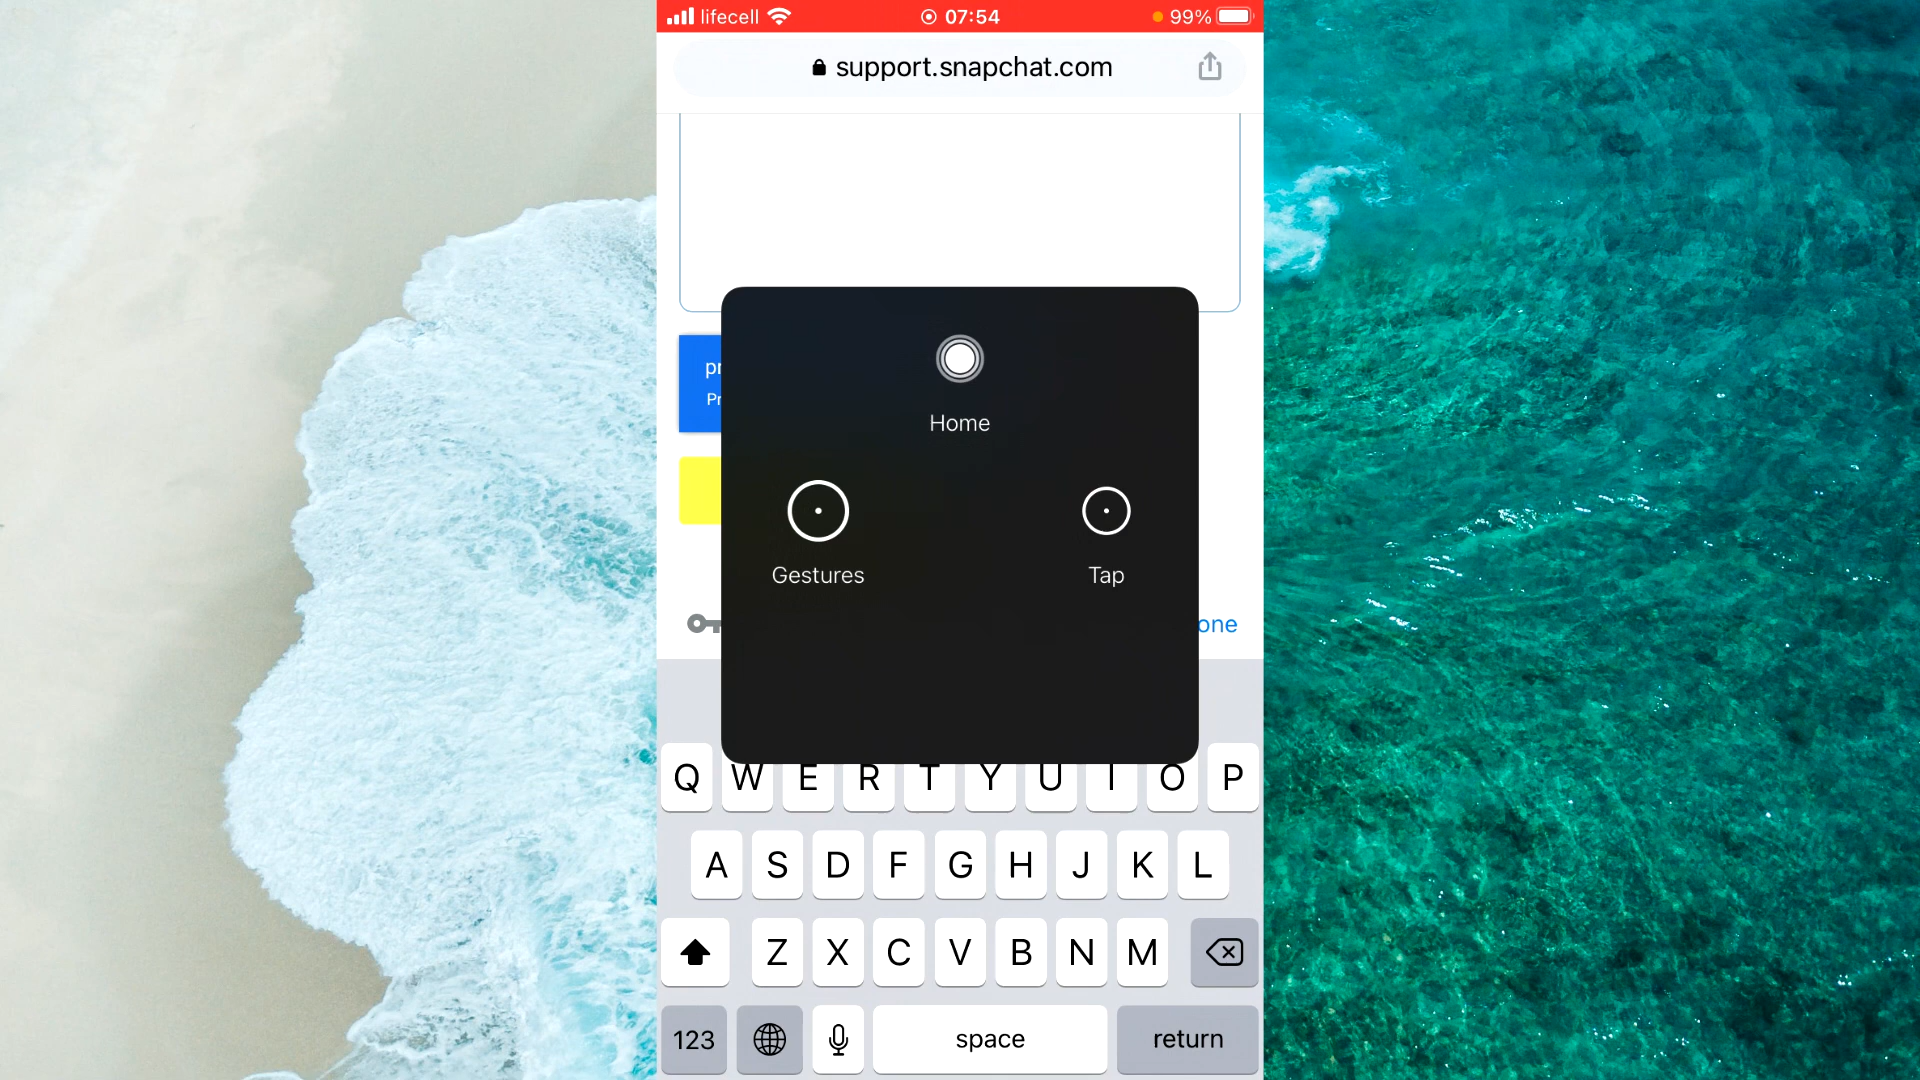 lifecell 07:54 99%
support.snapchat.com
Home
Gestures Tap
one
Q W E R T Y U I O P
A S D F G H J K L
Z X C V B N M
123 space return